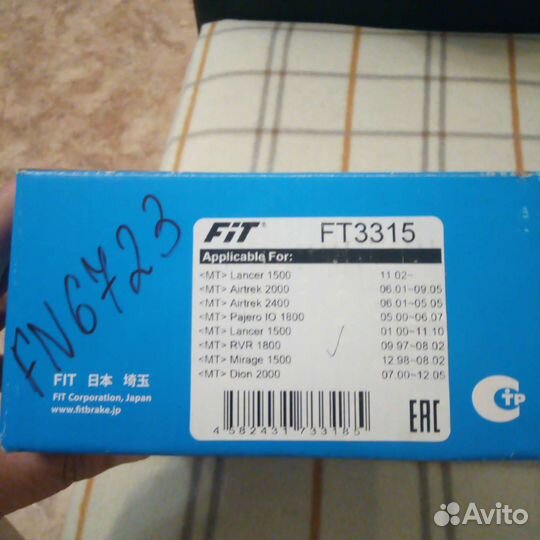 FN6723
FiT® FT3315
Applicable For:
<MT> Lancer 1500 11.02~
<MT> Airtrek 2000 06.01~09.05
<MT> Airtrek 2400 06.01~05.05
<MT> Pajero IO 1800 05.00~06.07
<MT> Lancer 1500 01.00~11.10
<MT> RVR 1800 09.97~08.02
<MT> Mirage 1500 12.98~08.02
<MT> Dion 2000 07.00~12.05
4 582431 733185
EAC
CTP
FIT 日本 埼玉
FIT Corporation, Japan
www.fitbrake.jp
Avito